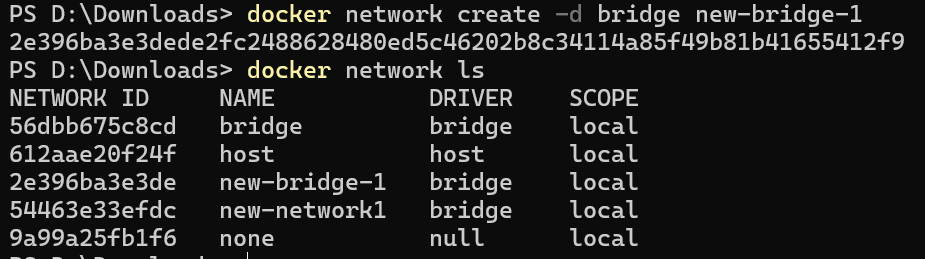 PS D:\Downloads> docker network create -d bridge new-bridge-1
2e396ba3e3dede2fc2488628480ed5c46202b8c34114a85f49b81b41655412f9
PS D:\Downloads> docker network ls
NETWORK ID     NAME           DRIVER    SCOPE
56dbb675c8cd   bridge         bridge    local
612aae20f24f   host           host      local
2e396ba3e3de   new-bridge-1   bridge    local
54463e33efdc   new-network1   bridge    local
9a99a25fb1f6   none           null      local